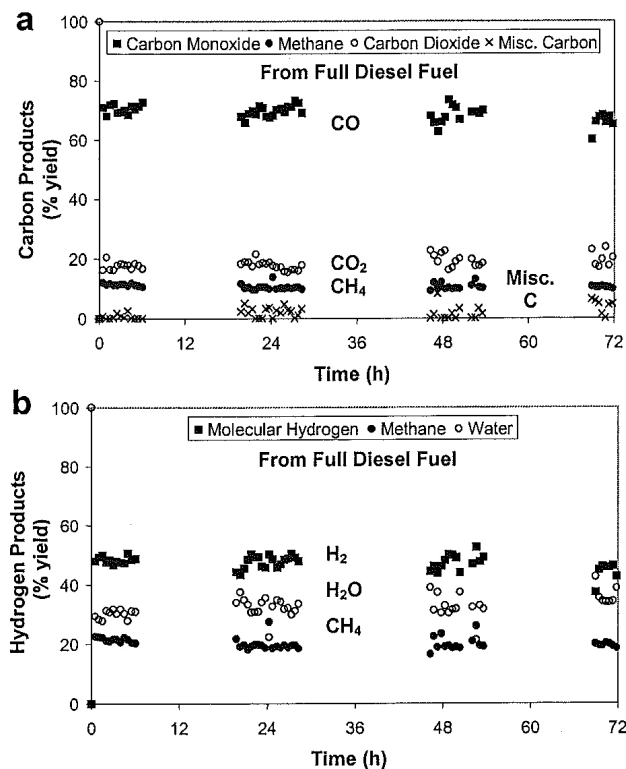 a
■ Carbon Monoxide ● Methane ○ Carbon Dioxide × Misc. Carbon
From Full Diesel Fuel
CO
CO₂
CH₄
Misc.
C
Carbon Products
(% yield)
100
80
60
40
20
0
0 12 24 36 48 60 72
Time (h)
b
■ Molecular Hydrogen ● Methane ○ Water
From Full Diesel Fuel
H₂
H₂O
CH₄
Hydrogen Products
(% yield)
100
80
60
40
20
0
0 12 24 36 48 60 72
Time (h)